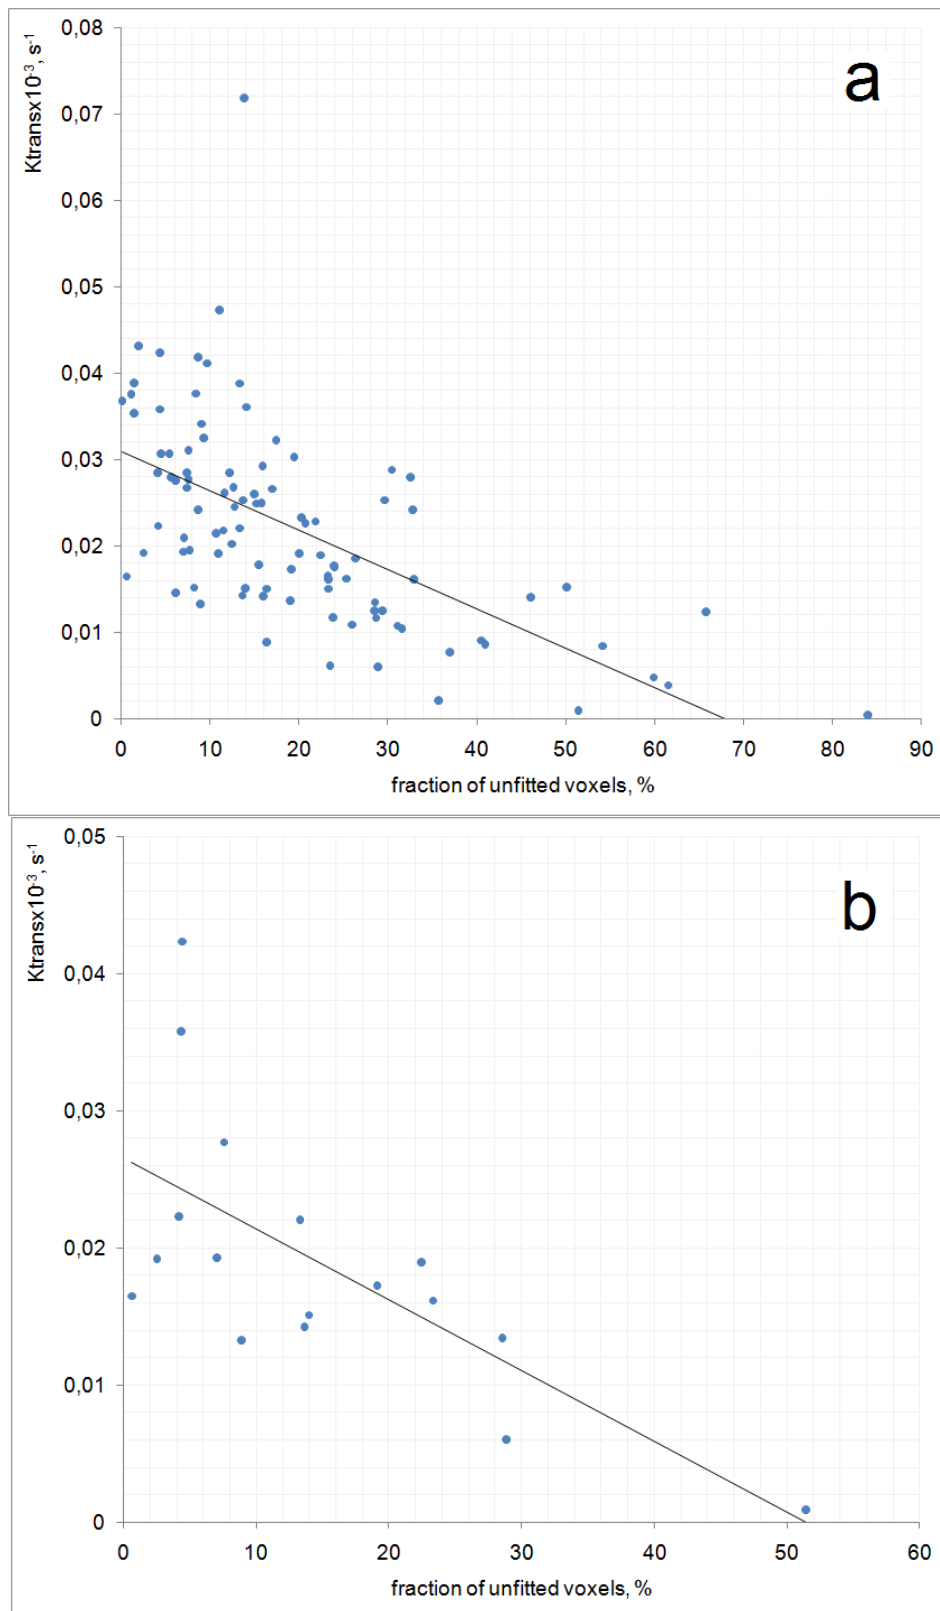 Ktransx10⁻³, s⁻¹
a
0,08
0,07
0,06
0,05
0,04
0,03
0,02
0,01
0
0 10 20 30 40 50 60 70 80 90
fraction of unfitted voxels, %
Ktransx10⁻³, s⁻¹
b
0,05
0,04
0,03
0,02
0,01
0
0 10 20 30 40 50 60
fraction of unfitted voxels, %